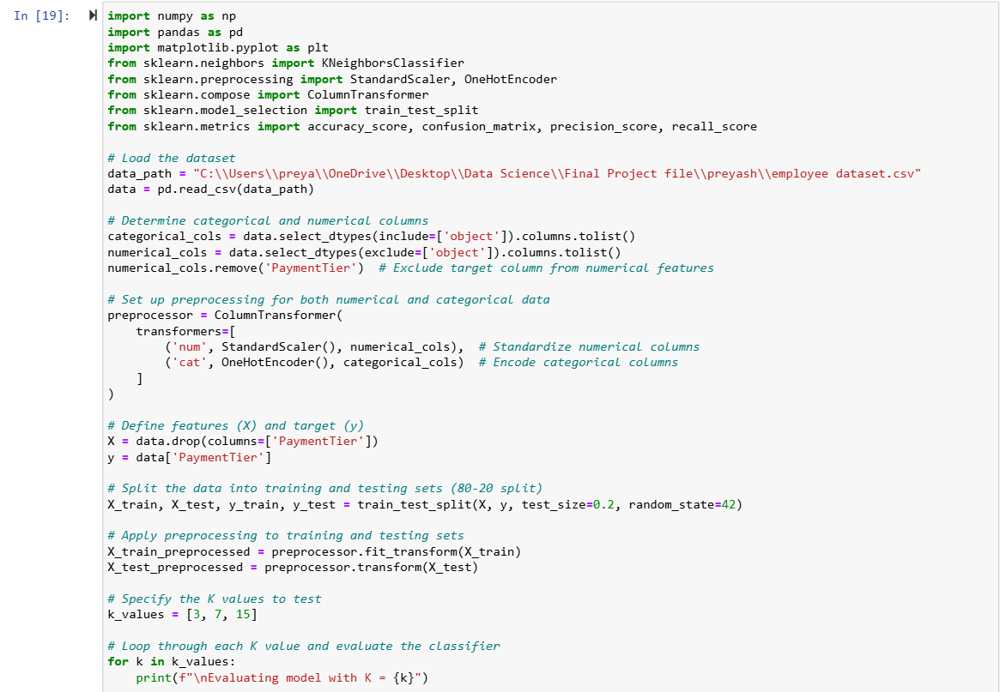 In [19]:
import numpy as np
import pandas as pd
import matplotlib.pyplot as plt
from sklearn.neighbors import KNeighborsClassifier
from sklearn.preprocessing import StandardScaler, OneHotEncoder
from sklearn.compose import ColumnTransformer
from sklearn.model_selection import train_test_split
from sklearn.metrics import accuracy_score, confusion_matrix, precision_score, recall_score

# Load the dataset
data_path = "C:\\Users\\preya\\OneDrive\\Desktop\\Data Science\\Final Project file\\preyash\\employee dataset.csv"
data = pd.read_csv(data_path)

# Determine categorical and numerical columns
categorical_cols = data.select_dtypes(include=['object']).columns.tolist()
numerical_cols = data.select_dtypes(exclude=['object']).columns.tolist()
numerical_cols.remove('PaymentTier')  # Exclude target column from numerical features

# Set up preprocessing for both numerical and categorical data
preprocessor = ColumnTransformer(
    transformers=[
        ('num', StandardScaler(), numerical_cols),  # Standardize numerical columns
        ('cat', OneHotEncoder(), categorical_cols)  # Encode categorical columns
    ]
)

# Define features (X) and target (y)
X = data.drop(columns=['PaymentTier'])
y = data['PaymentTier']

# Split the data into training and testing sets (80-20 split)
X_train, X_test, y_train, y_test = train_test_split(X, y, test_size=0.2, random_state=42)

# Apply preprocessing to training and testing sets
X_train_preprocessed = preprocessor.fit_transform(X_train)
X_test_preprocessed = preprocessor.transform(X_test)

# Specify the K values to test
k_values = [3, 7, 15]

# Loop through each K value and evaluate the classifier
for k in k_values:
    print(f"\nEvaluating model with K = {k}")